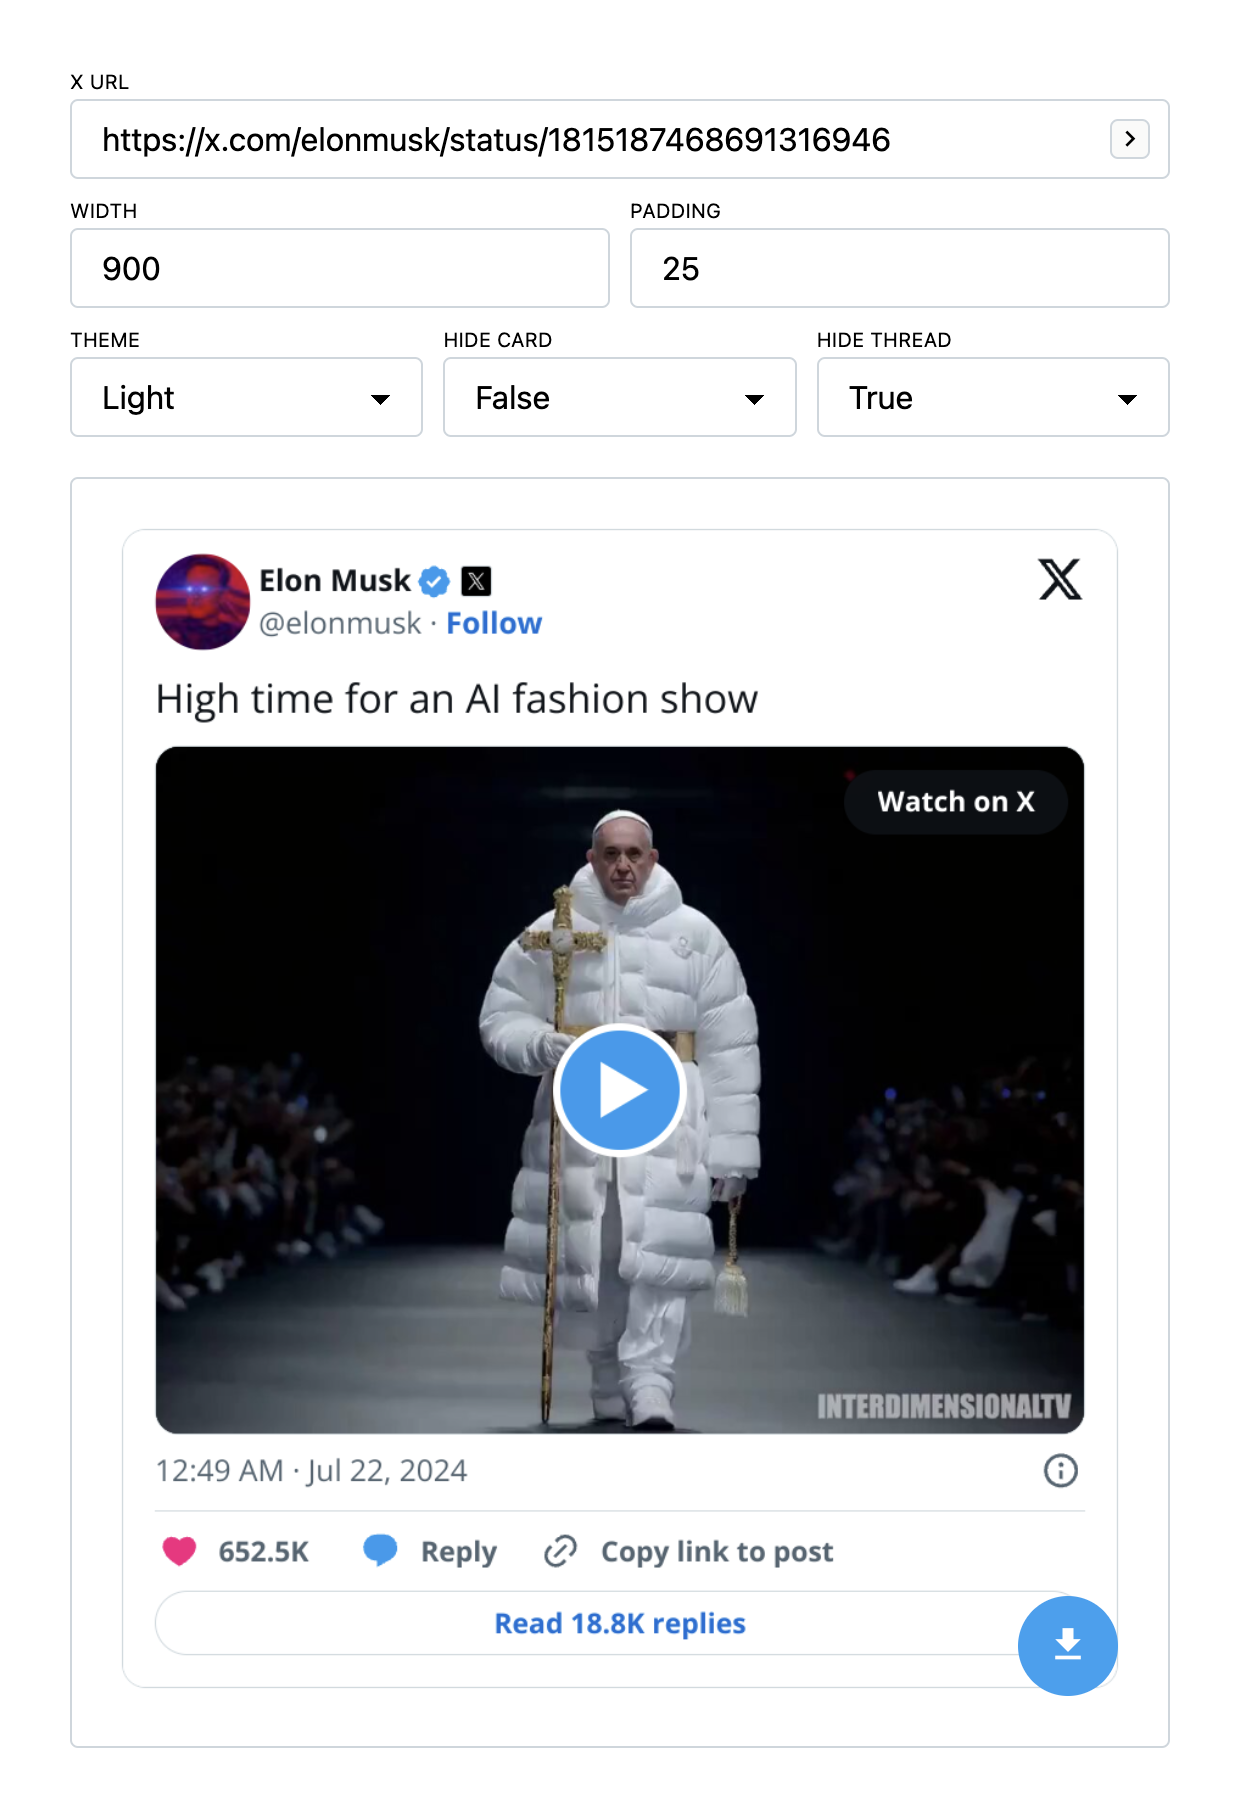 X URL
https://x.com/elonmusk/status/1815187468691316946
WIDTH
PADDING
900
25
THEME
HIDE CARD
HIDE THREAD
Light
False
True
Elon Musk
@elonmusk · Follow
High time for an AI fashion show
Watch on X
INTERDIMENSIONALTV
12:49 AM · Jul 22, 2024
652.5K Reply Copy link to post
Read 18.8K replies